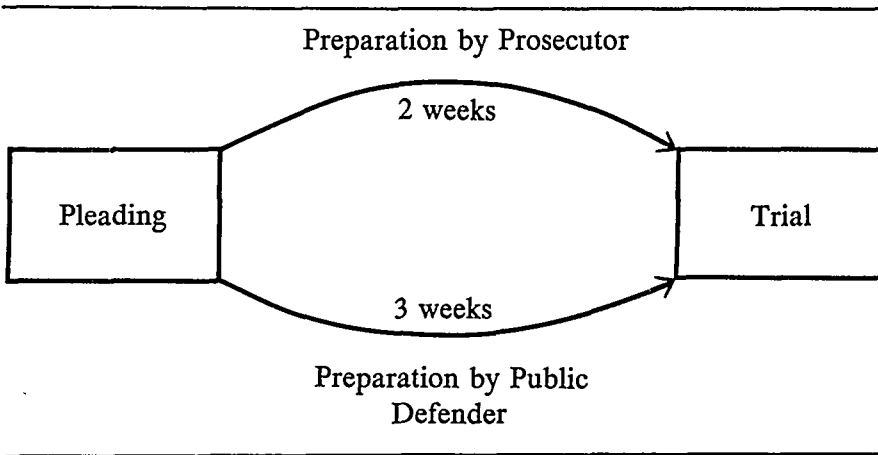 Preparation by Prosecutor
2 weeks
Pleading
Trial
3 weeks
Preparation by Public
Defender